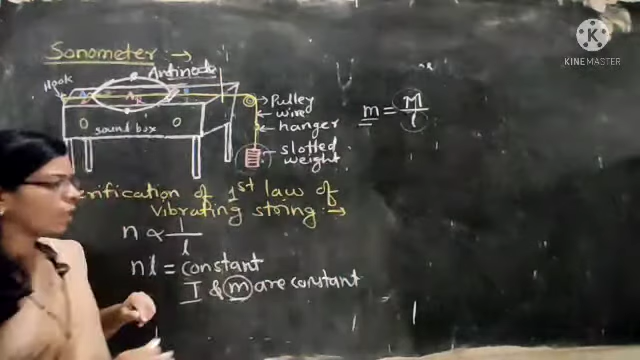 Sonometer →
Hook
Antinode
→ Pulley
→ wire
→ hanger
→ slotted weight
sound box
m = M/l
Verification of 1st law of
vibrating string →
n ∝ 1/l
nl = constant
T & m are constant
KINEMASTER